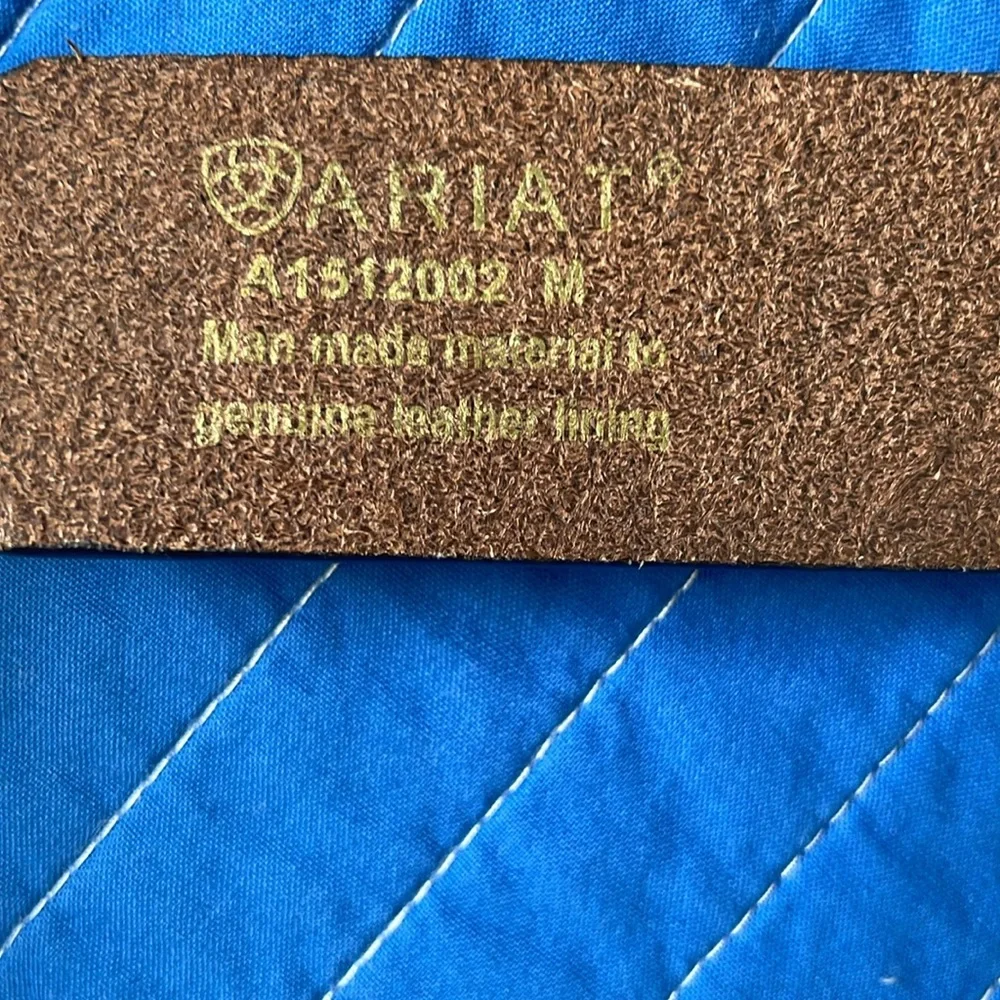 ARIAT®
A1512002 M
Man made material to
genuine leather lining